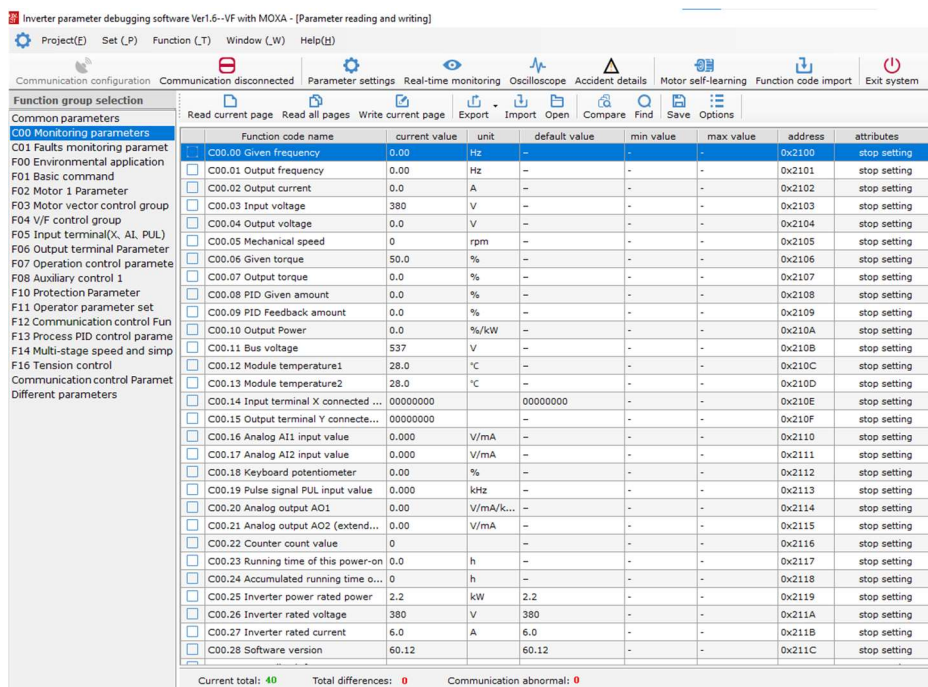 Inverter parameter debugging software Ver1.6--VF with MOXA - [Parameter reading and writing]
Project(F) Set (_P) Function (_T) Window (_W) Help(H)
Communication configuration Communication disconnected Parameter settings Real-time monitoring Oscilloscope Accident details Motor self-learning Function code import Exit system
Function group selection
Common parameters
C00 Monitoring parameters
C01 Faults monitoring paramet
F00 Environmental application
F01 Basic command
F02 Motor 1 Parameter
F03 Motor vector control group
F04 V/F control group
F05 Input terminal(X, AI, PUL)
F06 Output terminal Parameter
F07 Operation control paramete
F08 Auxiliary control 1
F10 Protection Parameter
F11 Operator parameter set
F12 Communication control Fun
F13 Process PID control parame
F14 Multi-stage speed and simp
F16 Tension control
Communication control Paramet
Different parameters
Read current page Read all pages Write current page Export Import Open Compare Find Save Options
Function code name current value unit default value min value max value address attributes
C00.00 Given frequency 0.00 Hz - - - 0x2100 stop setting
C00.01 Output frequency 0.00 Hz - - - 0x2101 stop setting
C00.02 Output current 0.0 A - - - 0x2102 stop setting
C00.03 Input voltage 380 V - - - 0x2103 stop setting
C00.04 Output voltage 0.0 V - - - 0x2104 stop setting
C00.05 Mechanical speed 0 rpm - - - 0x2105 stop setting
C00.06 Given torque 50.0 % - - - 0x2106 stop setting
C00.07 Output torque 0.0 % - - - 0x2107 stop setting
C00.08 PID Given amount 0.0 % - - - 0x2108 stop setting
C00.09 PID Feedback amount 0.0 % - - - 0x2109 stop setting
C00.10 Output Power 0.0 %/kW - - - 0x210A stop setting
C00.11 Bus voltage 537 V - - - 0x210B stop setting
C00.12 Module temperature1 28.0 °C - - - 0x210C stop setting
C00.13 Module temperature2 28.0 °C - - - 0x210D stop setting
C00.14 Input terminal X connected ... 00000000 00000000 - - 0x210E stop setting
C00.15 Output terminal Y connecte... 00000000 - - - 0x210F stop setting
C00.16 Analog AI1 input value 0.000 V/mA - - - 0x2110 stop setting
C00.17 Analog AI2 input value 0.000 V/mA - - - 0x2111 stop setting
C00.18 Keyboard potentiometer 0.00 % - - - 0x2112 stop setting
C00.19 Pulse signal PUL input value 0.000 kHz - - - 0x2113 stop setting
C00.20 Analog output AO1 0.00 V/mA/k... - - - 0x2114 stop setting
C00.21 Analog output AO2 (extend... 0.00 V/mA - - - 0x2115 stop setting
C00.22 Counter count value 0 - - - 0x2116 stop setting
C00.23 Running time of this power-on 0.0 h - - - 0x2117 stop setting
C00.24 Accumulated running time o... 0 h - - - 0x2118 stop setting
C00.25 Inverter power rated power 2.2 kW 2.2 - - 0x2119 stop setting
C00.26 Inverter rated voltage 380 V 380 - - 0x211A stop setting
C00.27 Inverter rated current 6.0 A 6.0 - - 0x211B stop setting
C00.28 Software version 60.12 60.12 - - 0x211C stop setting
Current total: 40 Total differences: 0 Communication abnormal: 0